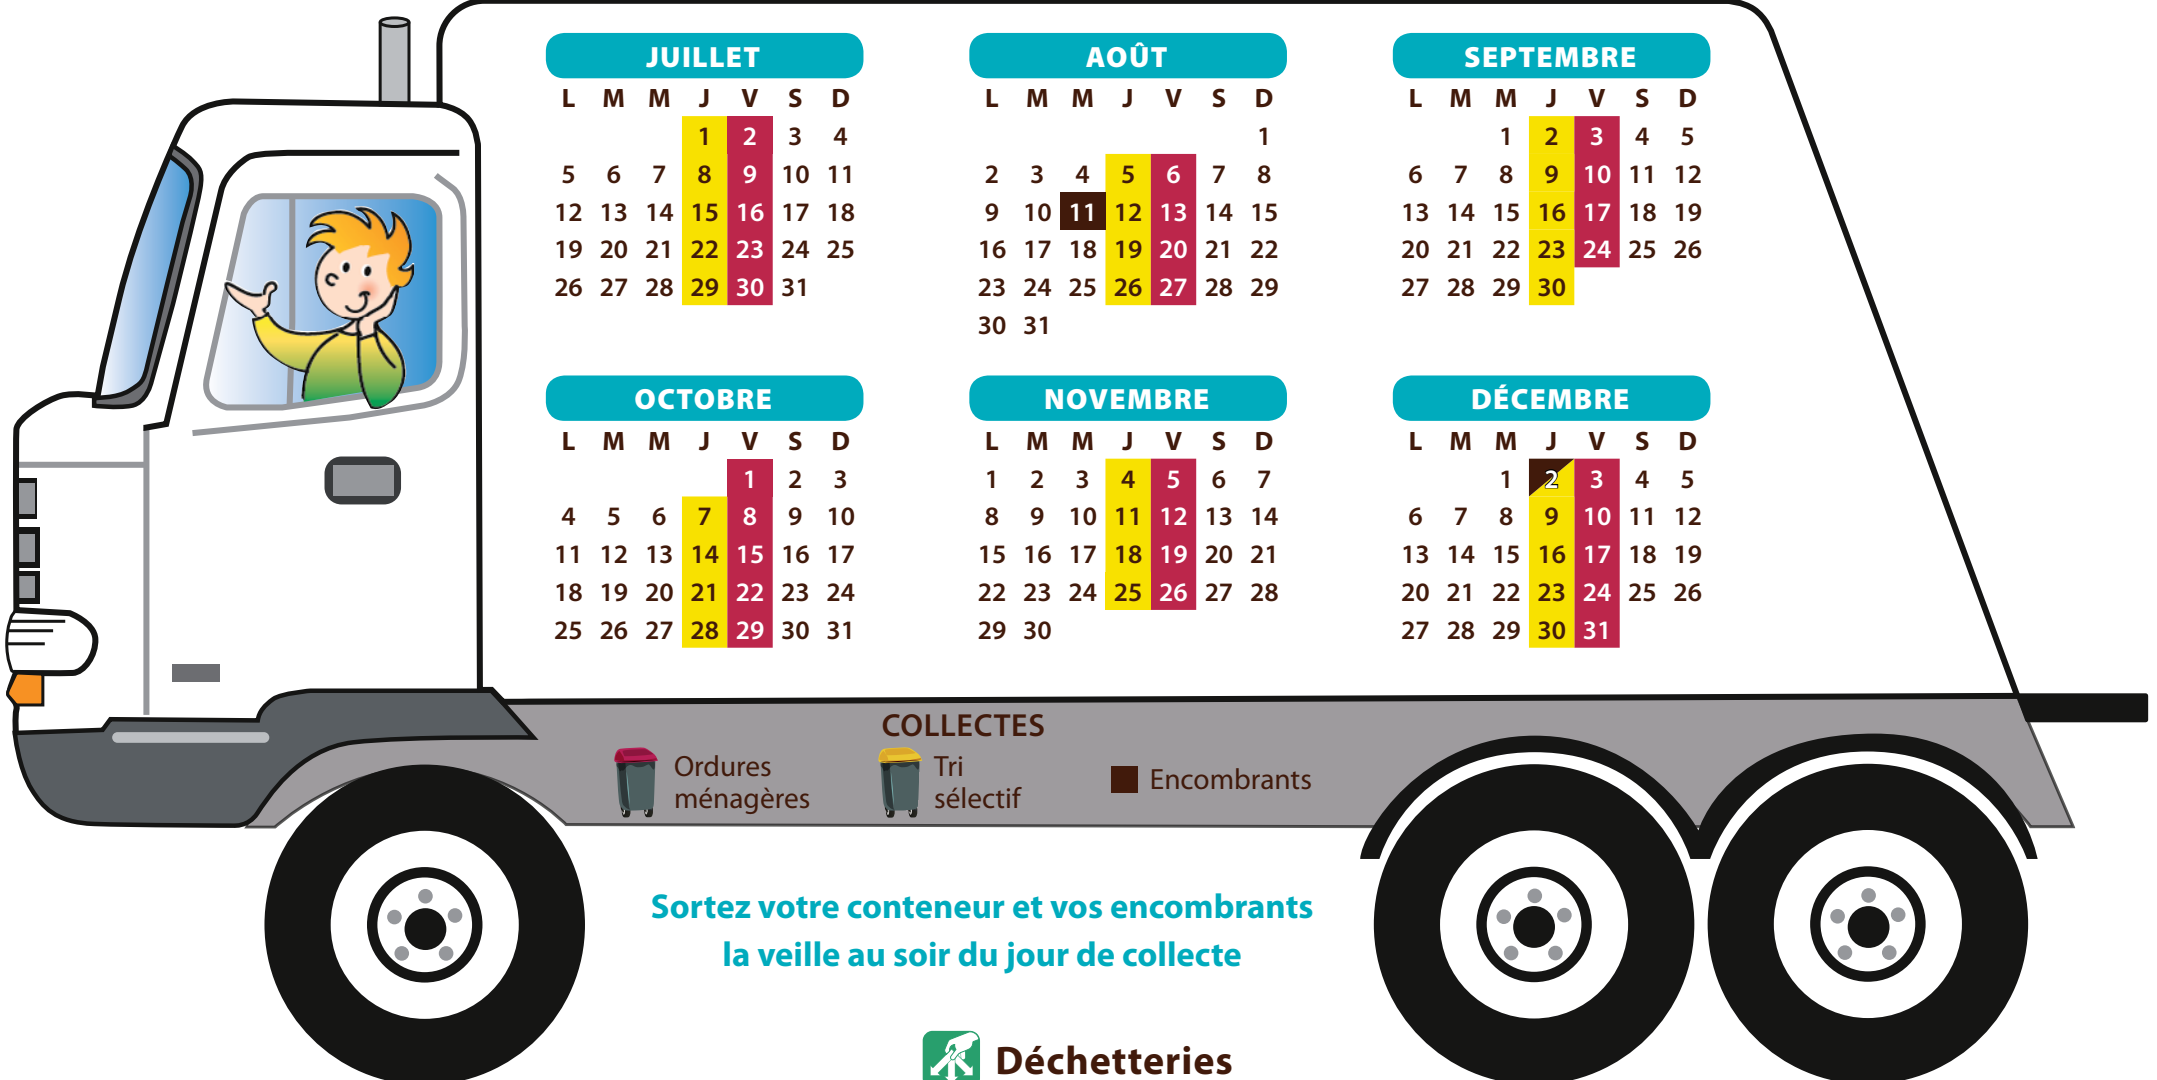 JUILLET
L M M J V S D
1 2 3 4
5 6 7 8 9 10 11
12 13 14 15 16 17 18
19 20 21 22 23 24 25
26 27 28 29 30 31
AOÛT
L M M J V S D
1
2 3 4 5 6 7 8
9 10 11 12 13 14 15
16 17 18 19 20 21 22
23 24 25 26 27 28 29
30 31
SEPTEMBRE
L M M J V S D
1 2 3 4 5
6 7 8 9 10 11 12
13 14 15 16 17 18 19
20 21 22 23 24 25 26
27 28 29 30
OCTOBRE
L M M J V S D
1 2 3
4 5 6 7 8 9 10
11 12 13 14 15 16 17
18 19 20 21 22 23 24
25 26 27 28 29 30 31
NOVEMBRE
L M M J V S D
1 2 3 4 5 6 7
8 9 10 11 12 13 14
15 16 17 18 19 20 21
22 23 24 25 26 27 28
29 30
DÉCEMBRE
L M M J V S D
1 2 3 4 5
6 7 8 9 10 11 12
13 14 15 16 17 18 19
20 21 22 23 24 25 26
27 28 29 30 31
COLLECTES
Ordures
ménagères
Tri
sélectif
Encombrants
Sortez votre conteneur et vos encombrants
la veille au soir du jour de collecte
Déchetteries